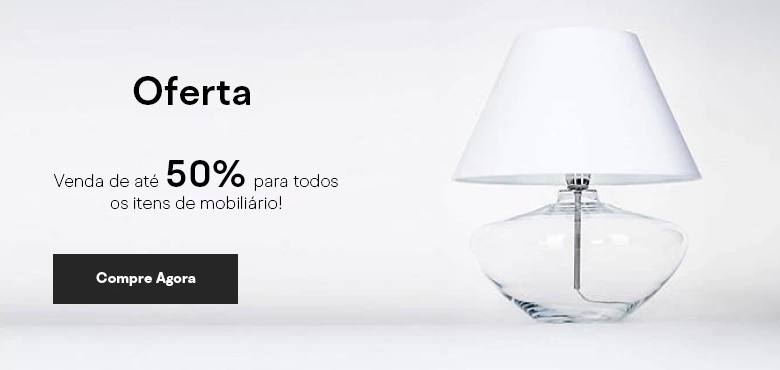 Oferta
Venda de até 50% para todos
os itens de mobiliário!
Compre Agora